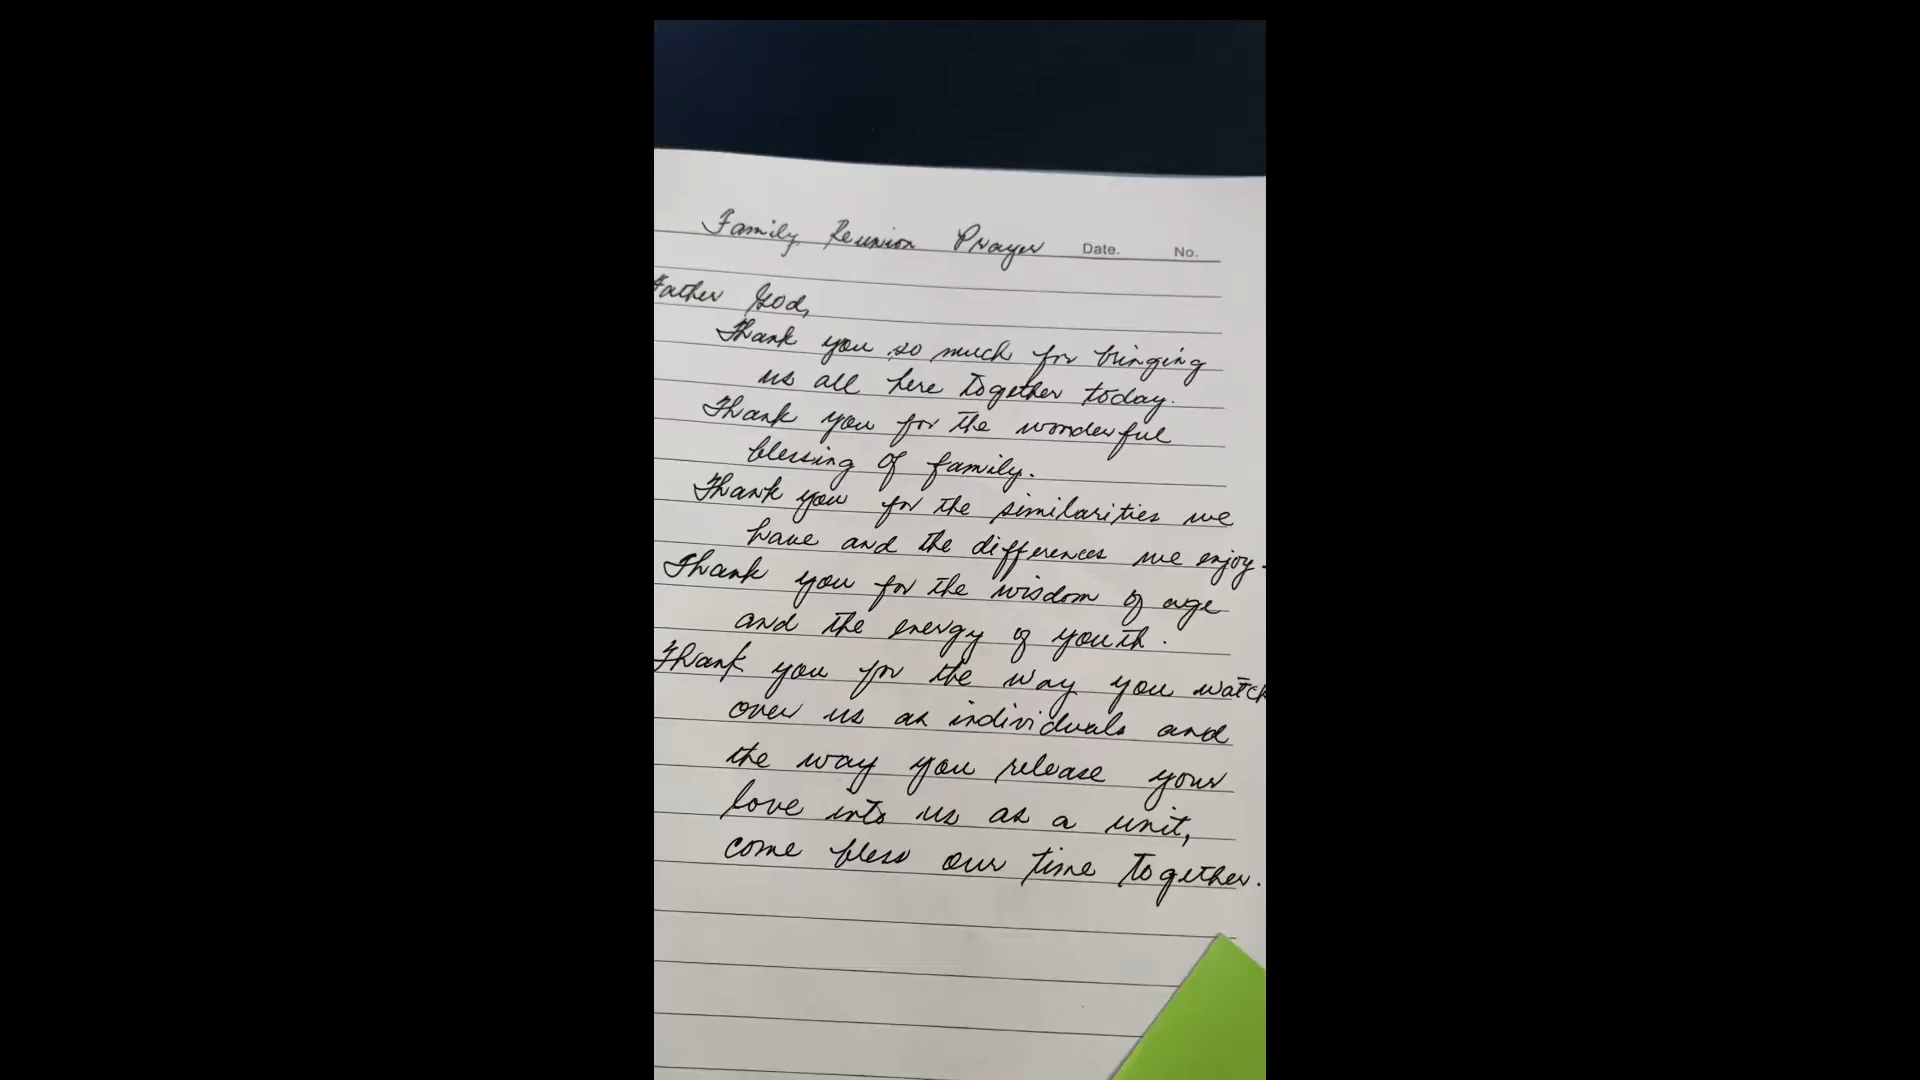 Family Reunion Prayer Date. No.
Father God,
Thank you so much for bringing
us all here together today.
Thank you for the wonderful
blessing of family.
Thank you for the similarities we
have and the differences we enjoy.
Thank you for the wisdom of age
and the energy of youth.
Thank you for the way you watch
over us as individuals and
the way you release your
love into us as a unit,
come bless our time together.